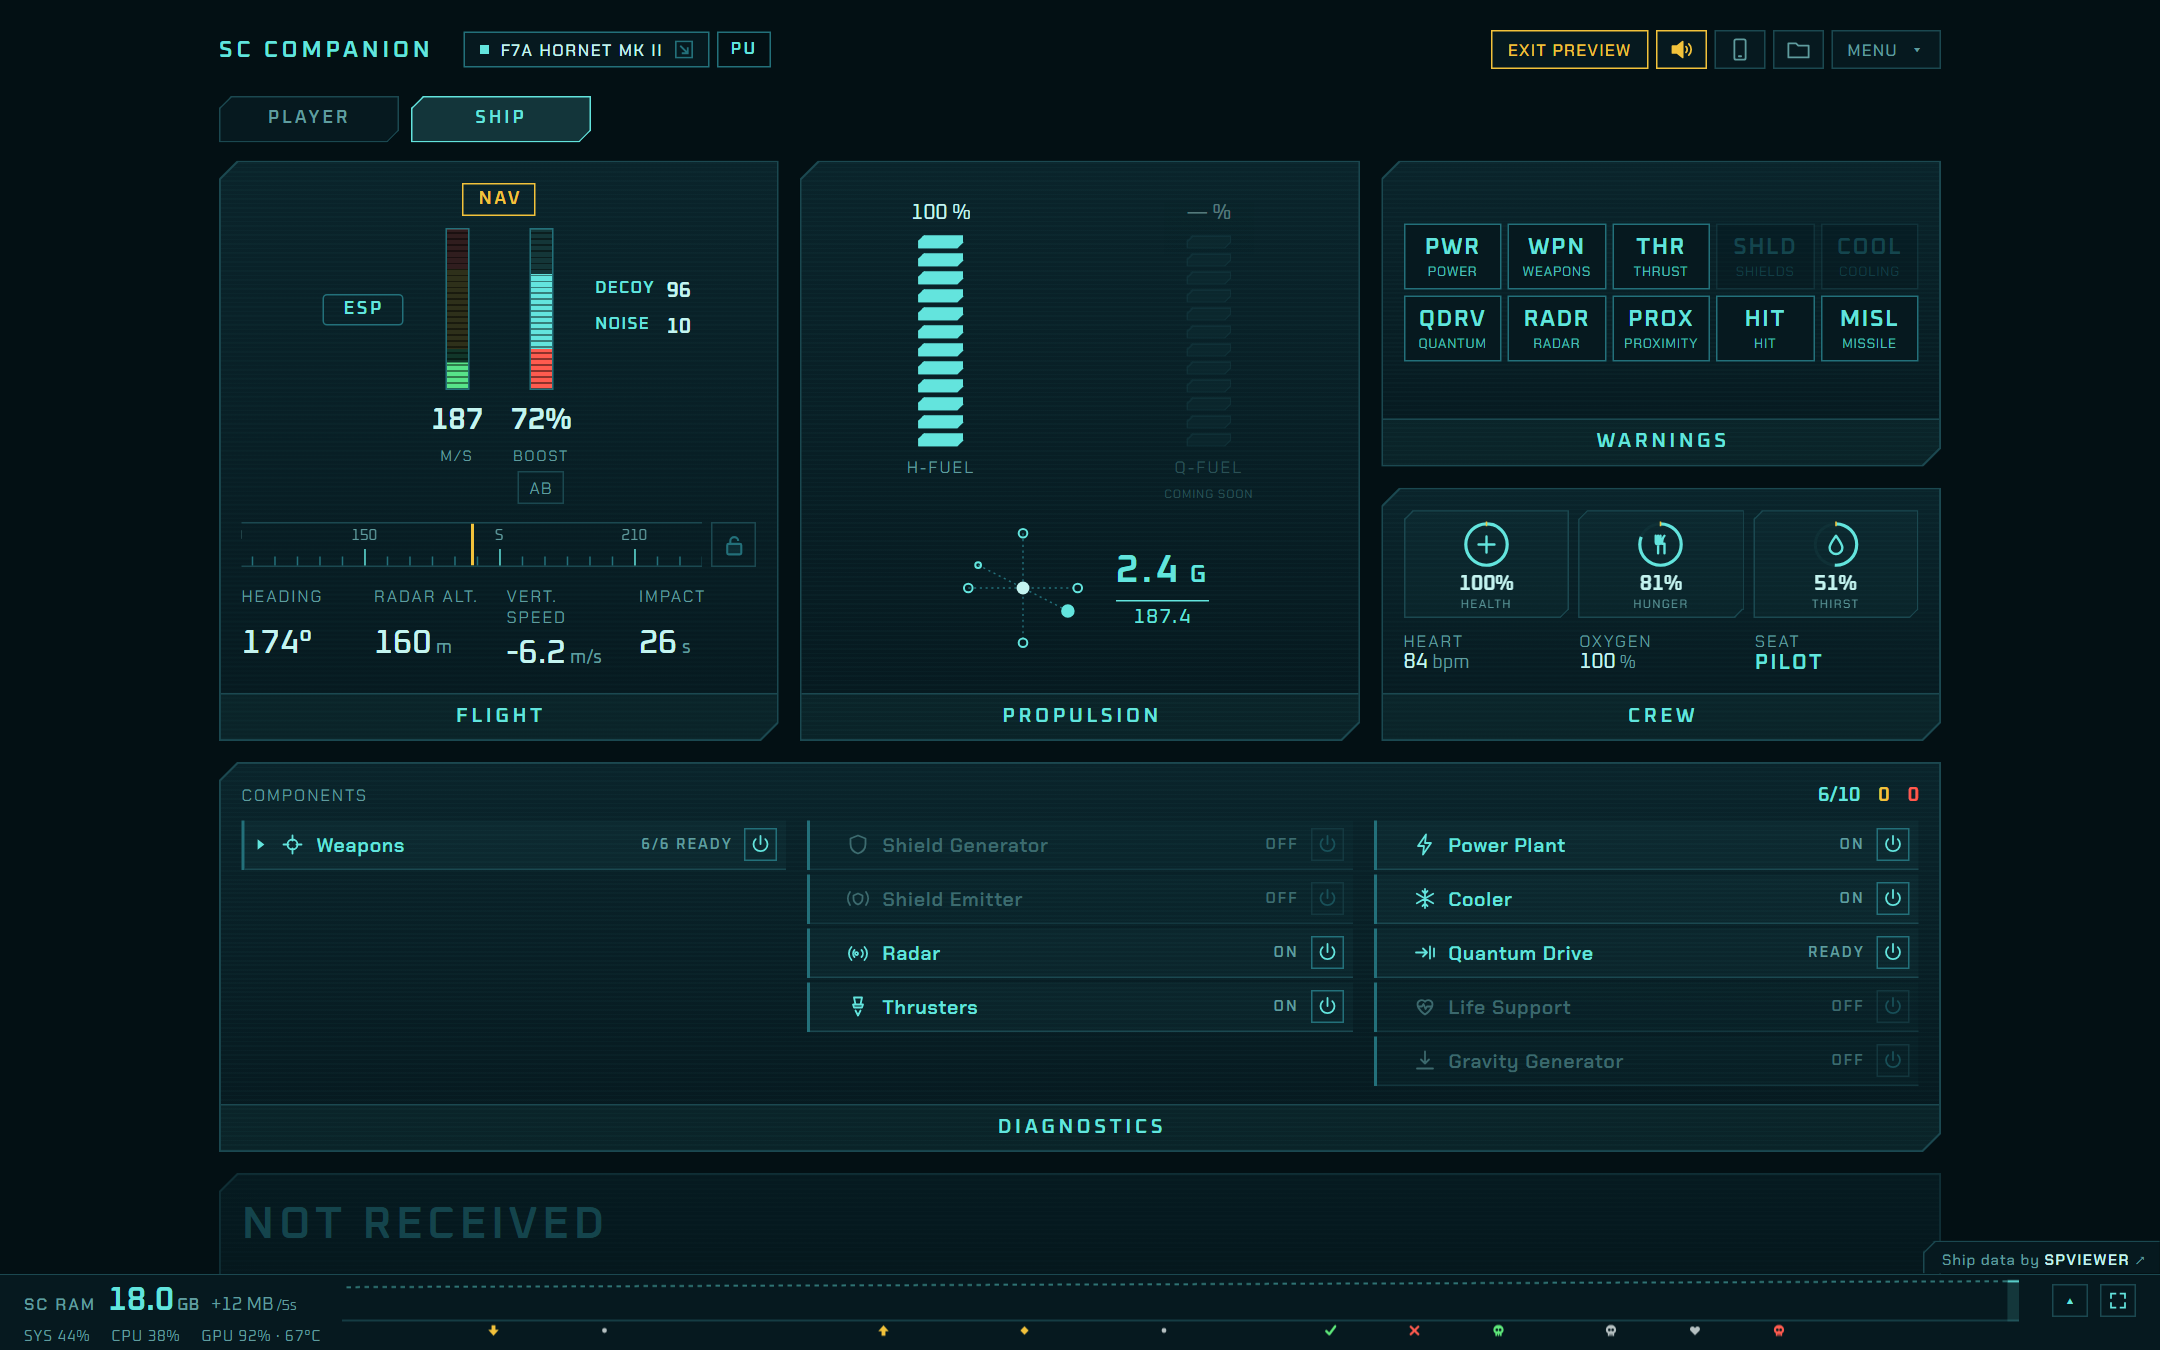 SC COMPANION
F7A HORNET MK II
PU
EXIT PREVIEW
MENU
PLAYER
SHIP
NAV
ESP
DECOY 96
NOISE 10
187
M/S
72%
BOOST
AB
150 S 210
HEADING
174°
RADAR ALT.
160 m
VERT. SPEED
-6.2 m/s
IMPACT
26 s
FLIGHT
100 %
H-FUEL
— %
Q-FUEL
COMING SOON
2.4 G
187.4
PROPULSION
PWR
POWER
WPN
WEAPONS
THR
THRUST
SHLD
SHIELDS
COOL
COOLING
QDRV
QUANTUM
RADR
RADAR
PROX
PROXIMITY
HIT
HIT
MISL
MISSILE
WARNINGS
100%
HEALTH
81%
HUNGER
51%
THIRST
HEART
84 bpm
OXYGEN
100 %
SEAT
PILOT
CREW
COMPONENTS
6/10 0 0
Weapons 6/6 READY
Shield Generator OFF
Shield Emitter OFF
Radar ON
Thrusters ON
Power Plant ON
Cooler ON
Quantum Drive READY
Life Support OFF
Gravity Generator OFF
DIAGNOSTICS
NOT RECEIVED
Ship data by SPVIEWER ↗
SC RAM 18.0 GB +12 MB /5s
SYS 44% CPU 38% GPU 92% · 67°C